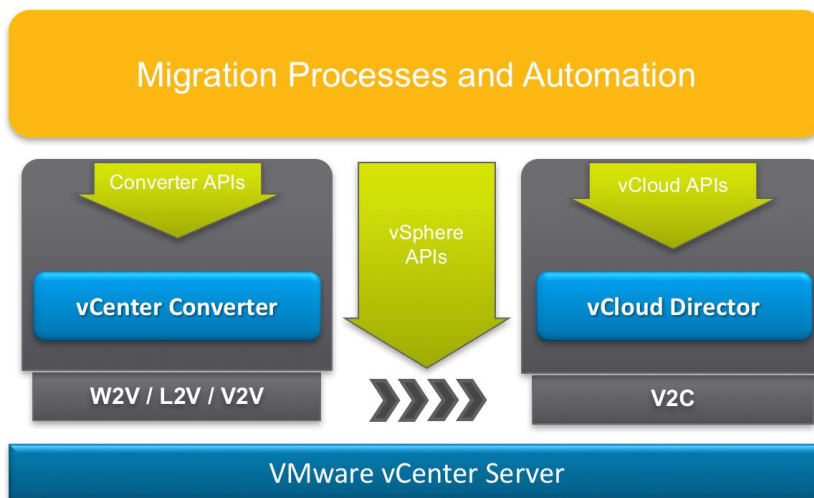 Migration Processes and Automation
Converter APIs
vSphere
APIs
vCloud APIs
vCenter Converter
vCloud Director
W2V / L2V / V2V
V2C
VMware vCenter Server